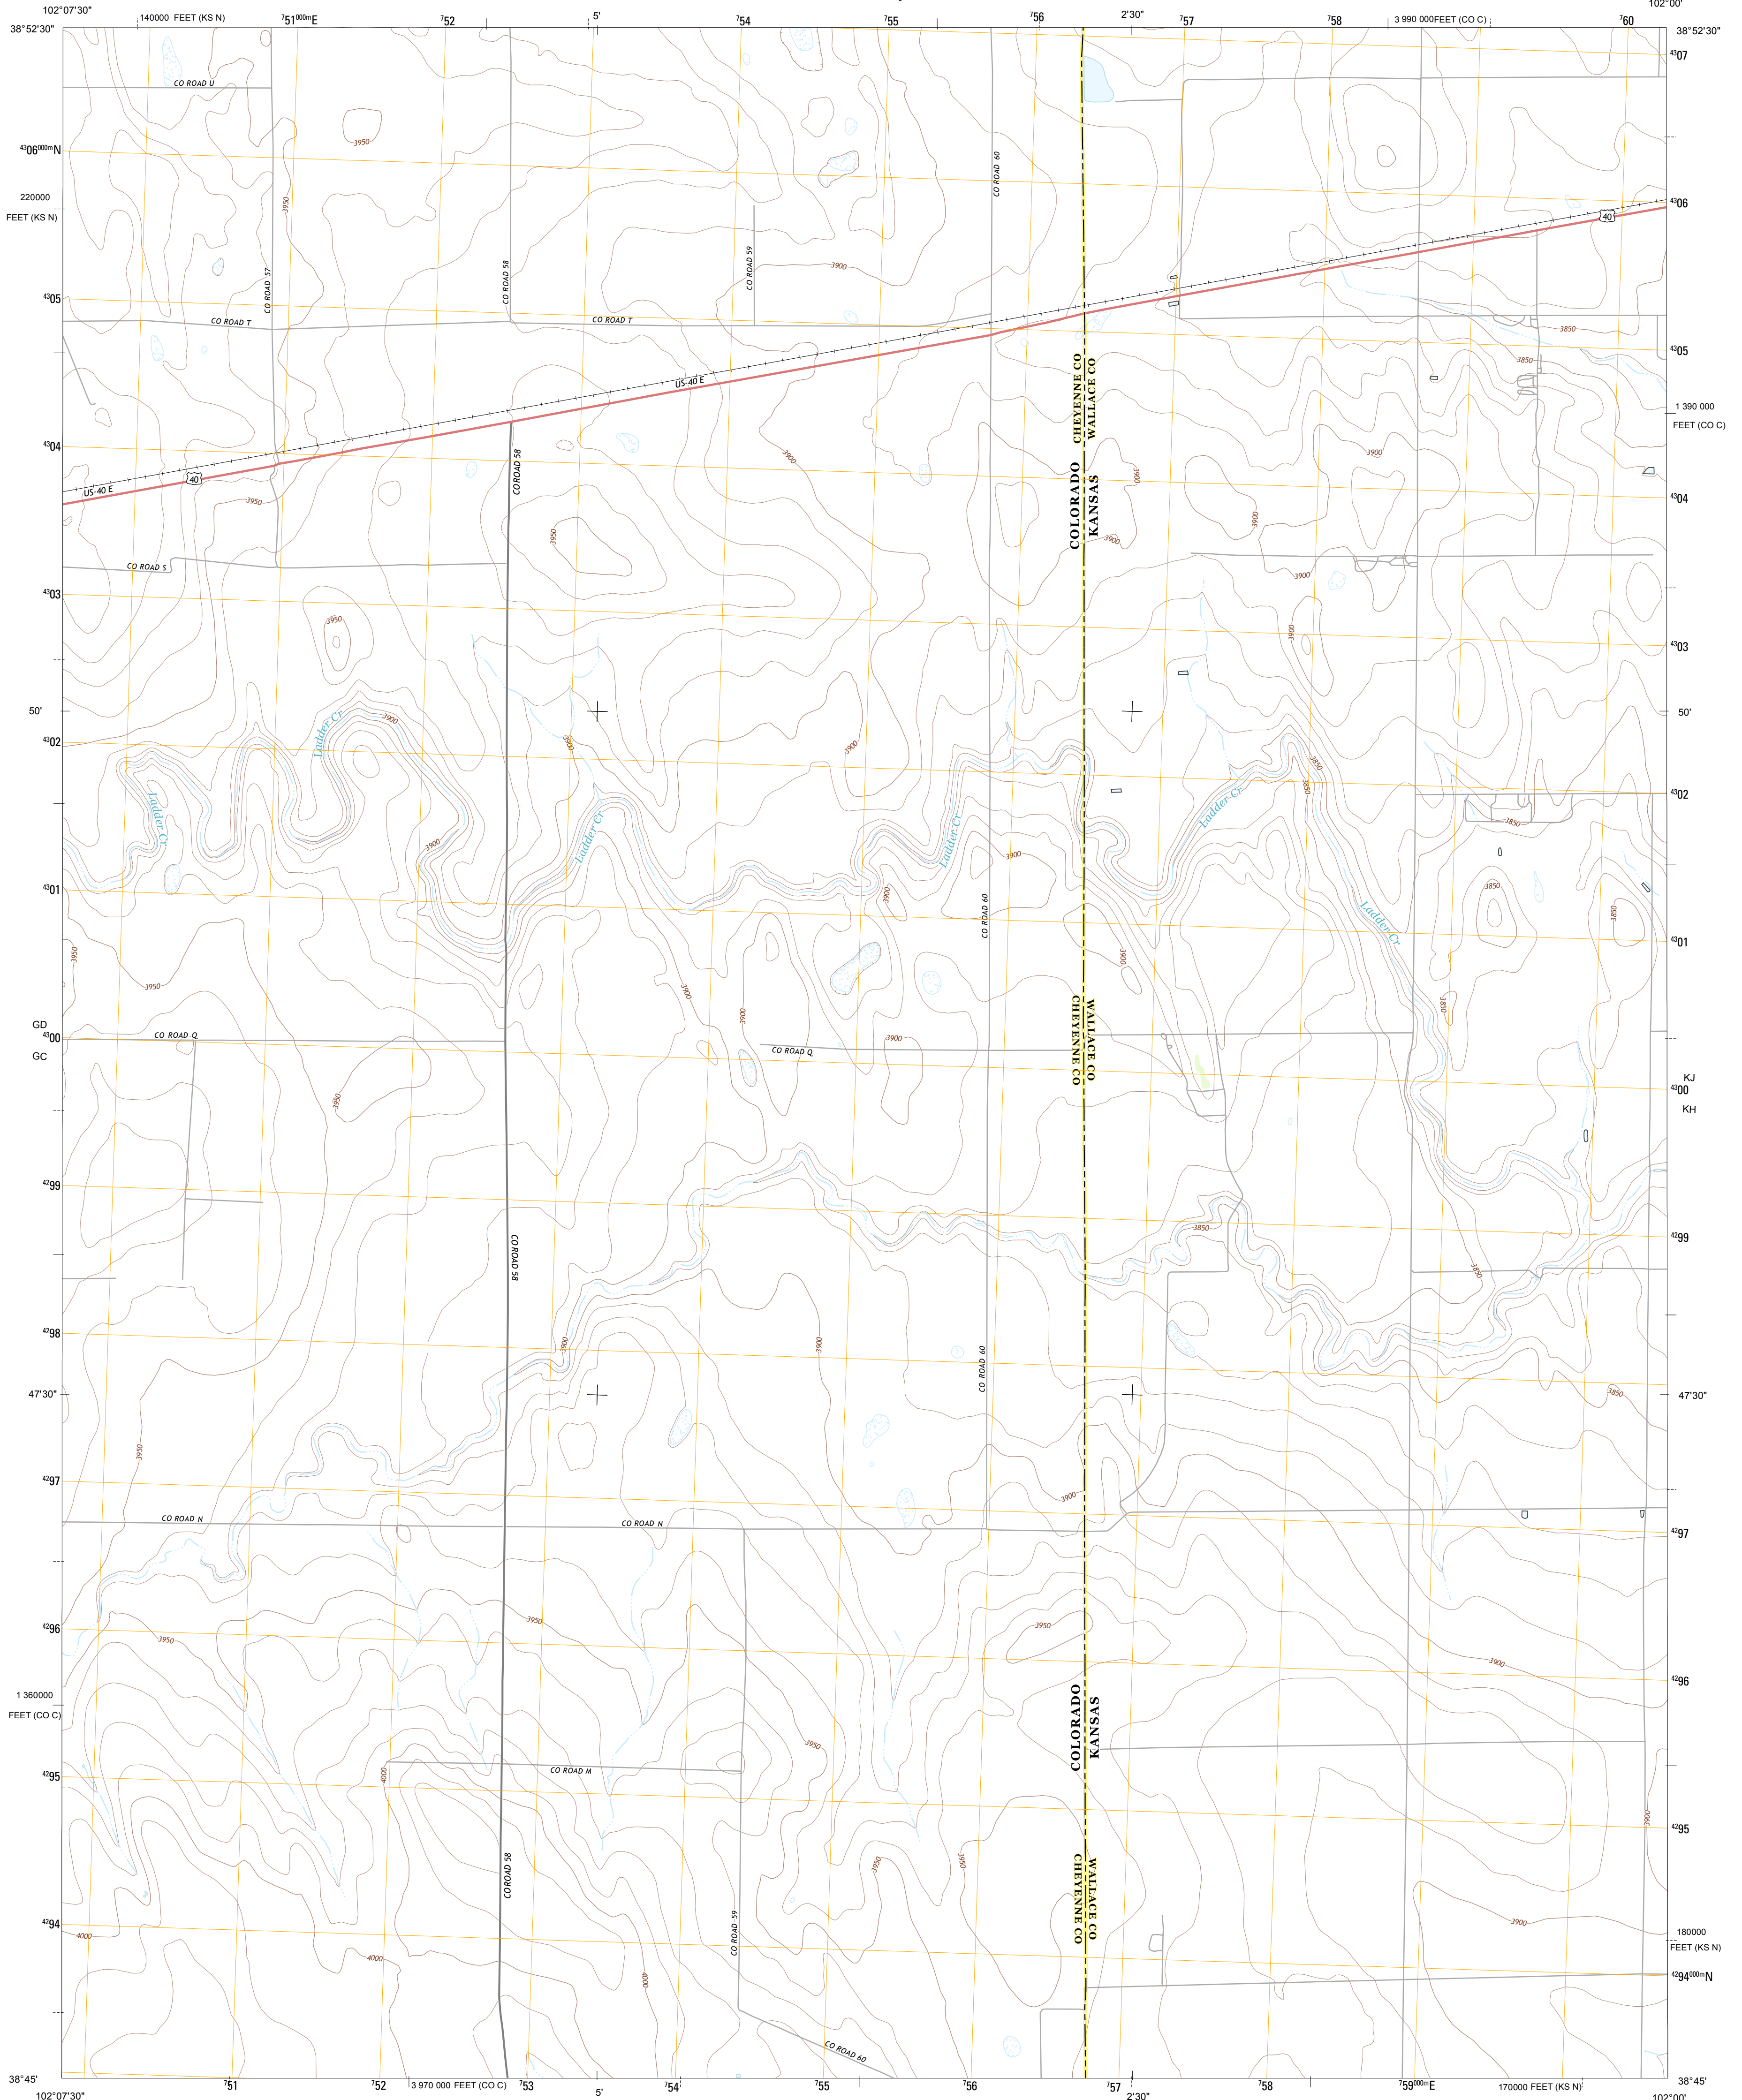 102°07'30" 102°00'
140000 FEET (KS N) ⁷51⁰⁰⁰ᵐE ⁷52 5' ⁷54 ⁷55 ⁷56 2'30" ⁷57 ⁷58 3 990 000FEET (CO C) ⁷60
38°52'30" 38°52'30"
⁴³07
CO ROAD U
3950
⁴³06⁰⁰⁰ᵐN
CO ROAD 60
220000
FEET (KS N)
3950
⁴³06
40
CO ROAD 57
CO ROAD 58
CO ROAD 59
3900
⁴³05
CO ROAD T
CO ROAD T
3850
⁴³05
3850
CHEYENNE CO
WALLACE CO
US-40 E
1 390 000
FEET (CO C)
⁴³04
3900
3900
CO ROAD 58
3900
40
US-40 E
3950
COLORADO
KANSAS
⁴³04
3950
3900
3900
CO ROAD S
3900
⁴³03
3950
3900
⁴³03
50' 50'
3900
Ladder Cr
⁴³02
3900
3900
3850
3850
Ladder Cr
Ladder Cr
Ladder Cr
Ladder Cr
⁴³02
3850
3900
3900
⁴³01
3900
3850
3850
CO ROAD 60
Ladder Cr
⁴³01
3950
3950
3900
3900
3900
3850
WALLACE CO
CHEYENNE CO
GD
⁴³00
GC
CO ROAD Q
3900
CO ROAD Q
KJ
⁴³00
KH
3950
⁴²99
3850
⁴²99
CO ROAD 58
3850
⁴²98
3900
3900
CO ROAD 60
47'30" 47'30"
3850
3950
⁴²97
3900
CO ROAD N
CO ROAD N
⁴²97
⁴²96
3950
3950
3900
⁴²96
1 360000
FEET (CO C)
COLORADO
KANSAS
3950
⁴²95
4000
CO ROAD M
3900
⁴²95
CO ROAD 58
3950
3950
WALLACE CO
CHEYENNE CO
⁴²94
4000
CO ROAD 59
3900
180000
FEET (KS N)
4000
4000
⁴²94⁰⁰⁰ᵐN
CO ROAD 60
38°45' 38°45'
⁷51 ⁷52 3 970 000 FEET (CO C) ⁷53 5' ⁷54 ⁷55 ⁷56 ⁷57 2'30" ⁷58 ⁷59⁰⁰⁰ᵐE 170000 FEET (KS N)
102°07'30" 102°00'